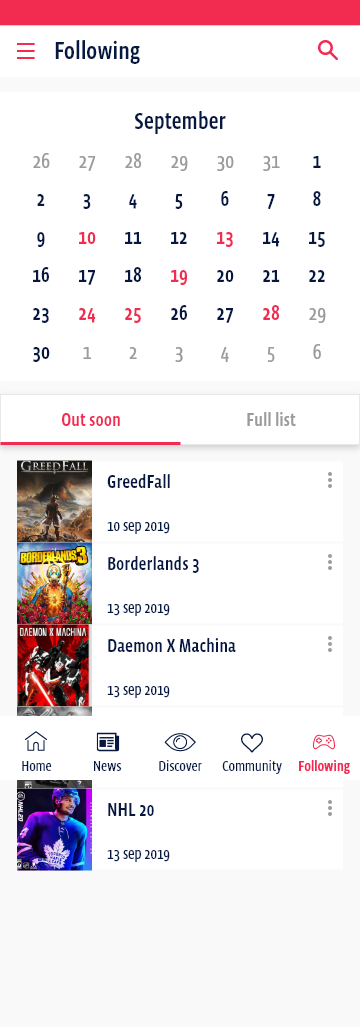 Following
September
26 27 28 29 30 31 1
2 3 4 5 6 7 8
9 10 11 12 13 14 15
16 17 18 19 20 21 22
23 24 25 26 27 28 29
30 1 2 3 4 5 6
Out soon Full list
GREEDFALL
GreedFall
10 sep 2019
BORDERLANDS 3
Borderlands 3
13 sep 2019
DAEMON X MACHINA
Daemon X Machina
13 sep 2019
Home News Discover Community Following
NHL 20
NHL 20
13 sep 2019